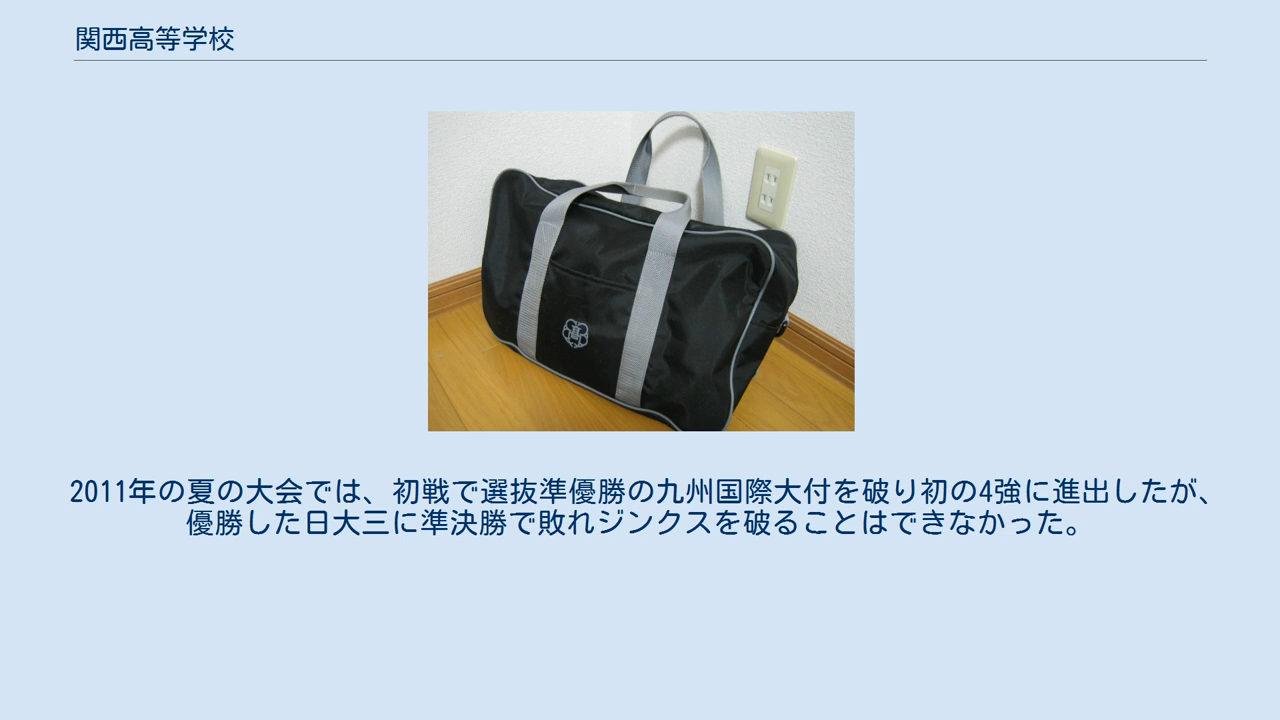 関西高等学校
高
2011年の夏の大会では、初戦で選抜準優勝の九州国際大付を破り初の4強に進出したが、
優勝した日大三に準決勝で敗れジンクスを破ることはできなかった。